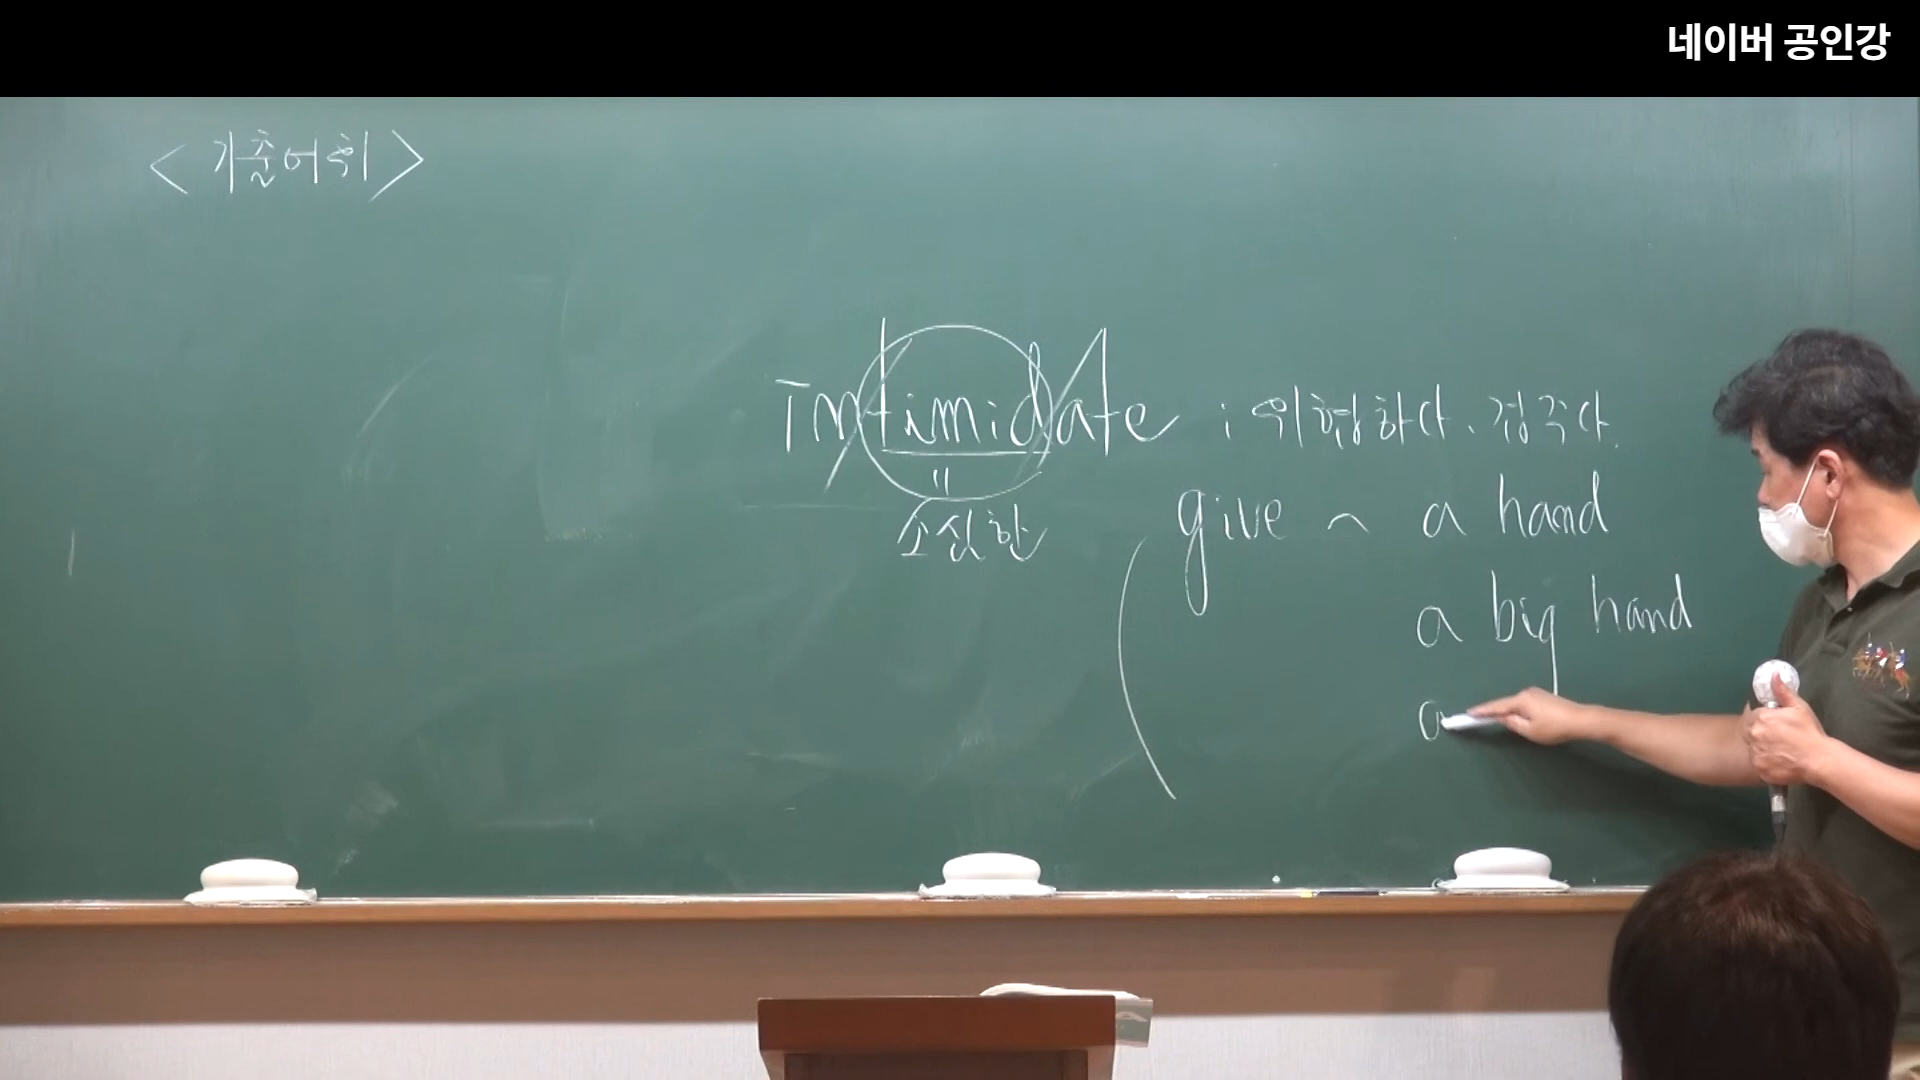 네이버 공인강
< 기출어휘 >
intimidate : 위협하다. 겁주다.
=
소심한
give ~ a hand
a big hand
a